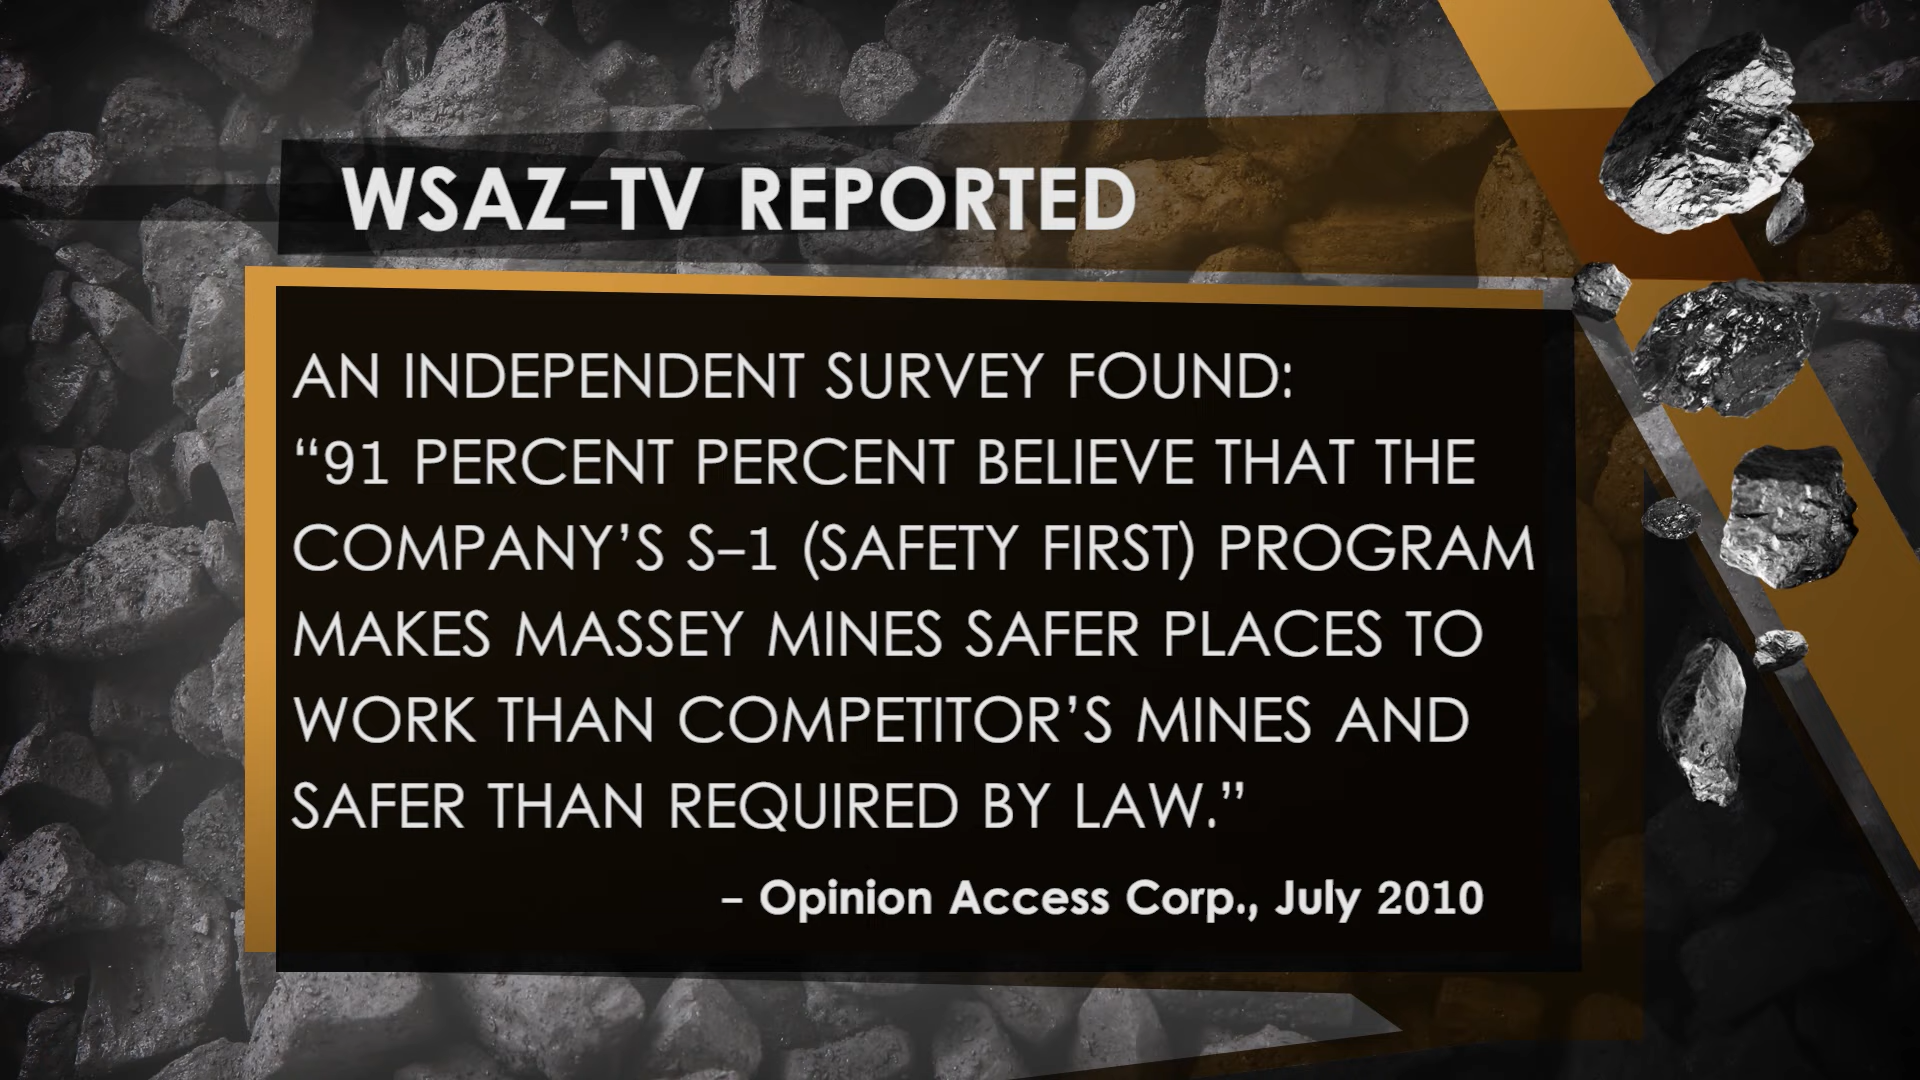 WSAZ–TV REPORTED
AN INDEPENDENT SURVEY FOUND:
“91 PERCENT PERCENT BELIEVE THAT THE
COMPANY’S S–1 (SAFETY FIRST) PROGRAM
MAKES MASSEY MINES SAFER PLACES TO
WORK THAN COMPETITOR’S MINES AND
SAFER THAN REQUIRED BY LAW.”
– Opinion Access Corp., July 2010